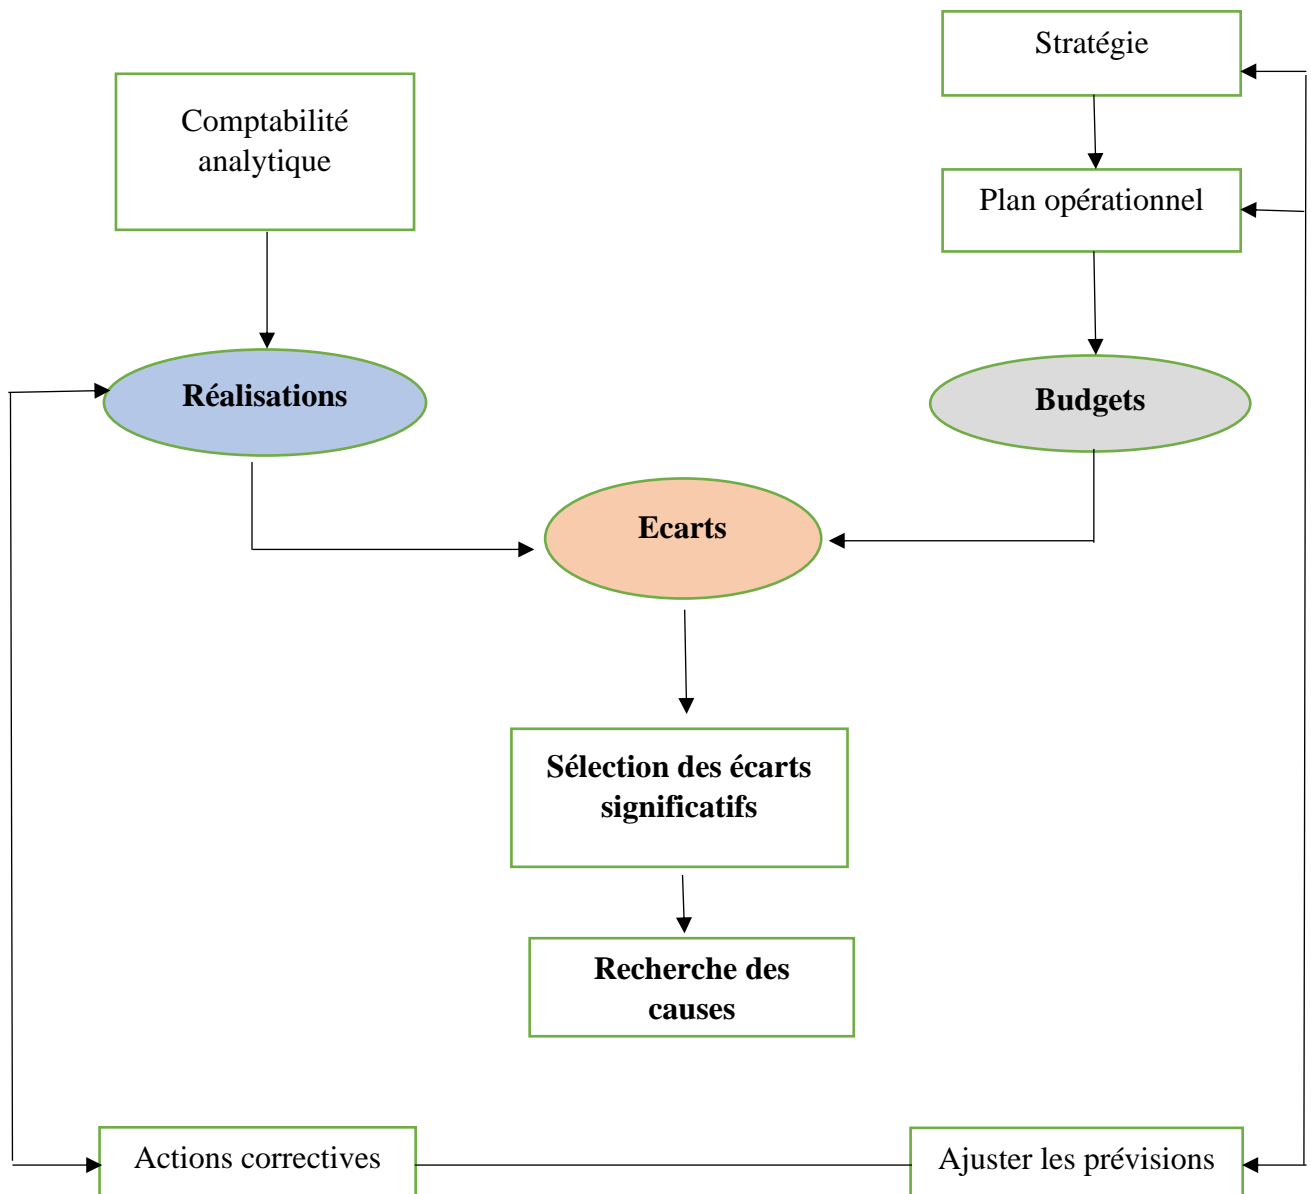 Stratégie
Comptabilité
analytique
Plan opérationnel
Réalisations
Budgets
Ecarts
Sélection des écarts
significatifs
Recherche des
causes
Actions correctives
Ajuster les prévisions